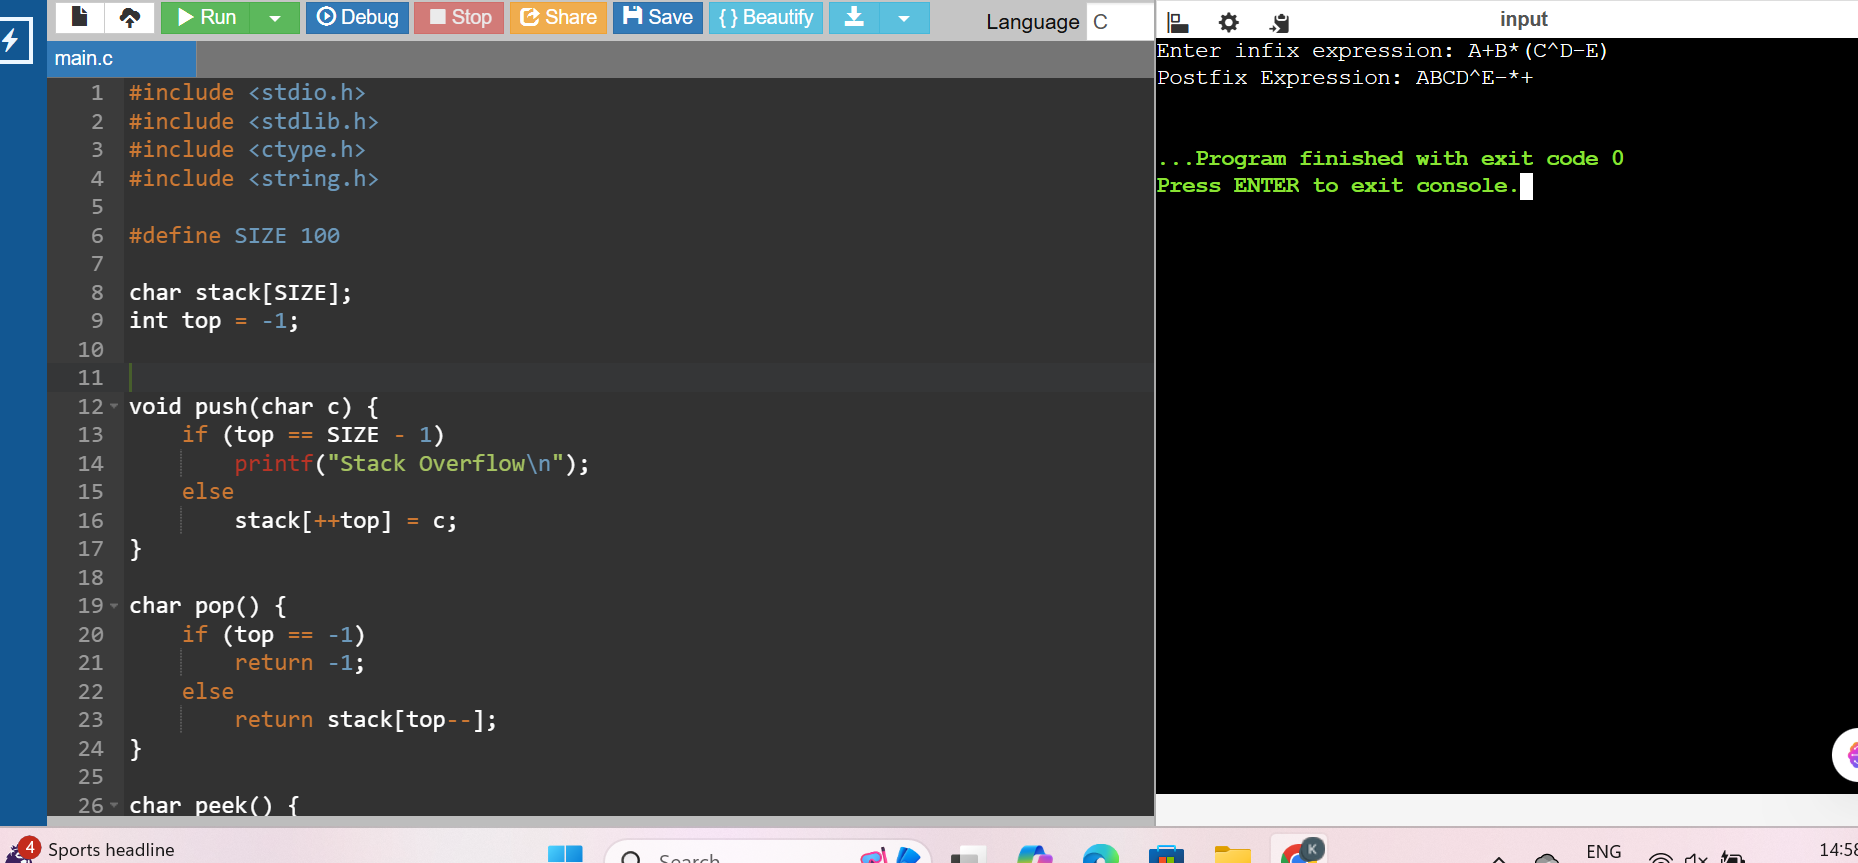 Run Debug Stop Share Save { } Beautify Language C
main.c
1 #include <stdio.h>
2 #include <stdlib.h>
3 #include <ctype.h>
4 #include <string.h>
5
6 #define SIZE 100
7
8 char stack[SIZE];
9 int top = -1;
10
11
12 void push(char c) {
13 if (top == SIZE - 1)
14 printf("Stack Overflow\n");
15 else
16 stack[++top] = c;
17 }
18
19 char pop() {
20 if (top == -1)
21 return -1;
22 else
23 return stack[top--];
24 }
25
26 char peek() {
input
Enter infix expression: A+B*(C^D-E)
Postfix Expression: ABCD^E-*+
...Program finished with exit code 0
Press ENTER to exit console.
4 Sports headline
Search
K
ENG
14:58